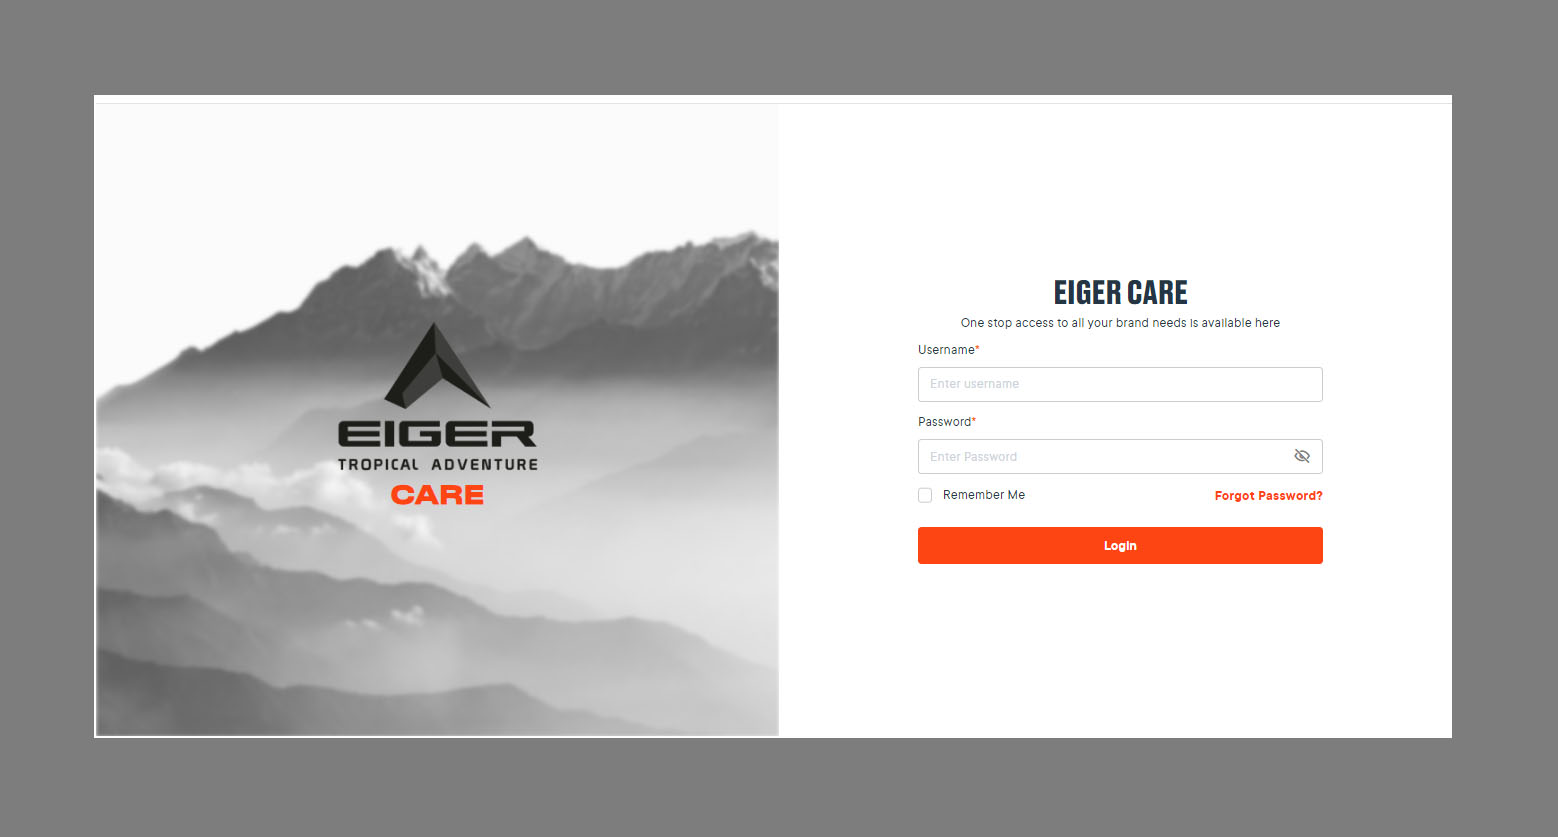 EIGER
TROPICAL ADVENTURE
CARE
EIGER CARE
One stop access to all your brand needs is available here
Username*
Enter username
Password*
Enter Password
Remember Me
Forgot Password?
Login